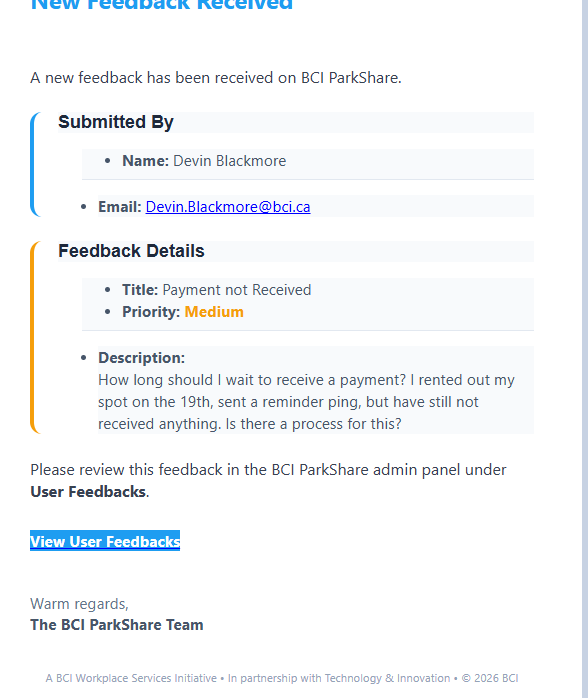 New Feedback Received
A new feedback has been received on BCI ParkShare.
Submitted By
• Name: Devin Blackmore
• Email: Devin.Blackmore@bci.ca
Feedback Details
• Title: Payment not Received
• Priority: Medium
• Description:
How long should I wait to receive a payment? I rented out my
spot on the 19th, sent a reminder ping, but have still not
received anything. Is there a process for this?
Please review this feedback in the BCI ParkShare admin panel under
User Feedbacks.
View User Feedbacks
Warm regards,
The BCI ParkShare Team
A BCI Workplace Services Initiative • In partnership with Technology & Innovation • © 2026 BCI